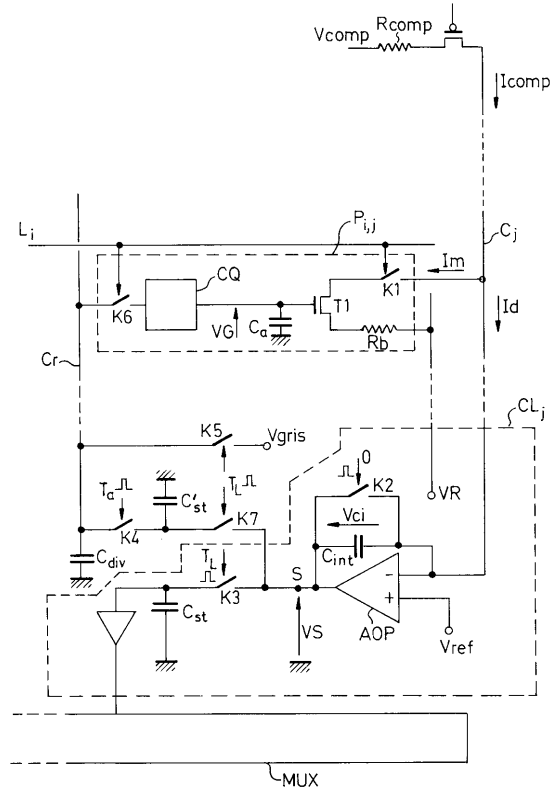 Vcomp
Rcomp
Icomp
Li
Pi,j
Cj
CQ
K1
Im
K6
T1
VG
Ca
Rb
Id
Cr
CLj
K5
Vgris
Ta
C'st
TL
K2
0
VR
K4
K7
Vci
Cint
Cdiv
TL
K3
S
-
+
Cst
VS
AOP
Vref
MUX